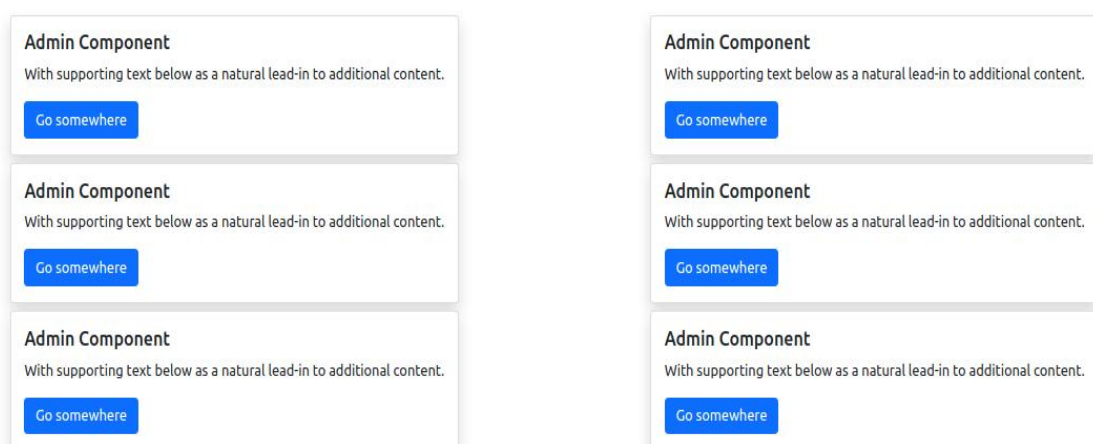 Admin Component
With supporting text below as a natural lead-in to additional content.
Go somewhere
Admin Component
With supporting text below as a natural lead-in to additional content.
Go somewhere
Admin Component
With supporting text below as a natural lead-in to additional content.
Go somewhere
Admin Component
With supporting text below as a natural lead-in to additional content.
Go somewhere
Admin Component
With supporting text below as a natural lead-in to additional content.
Go somewhere
Admin Component
With supporting text below as a natural lead-in to additional content.
Go somewhere